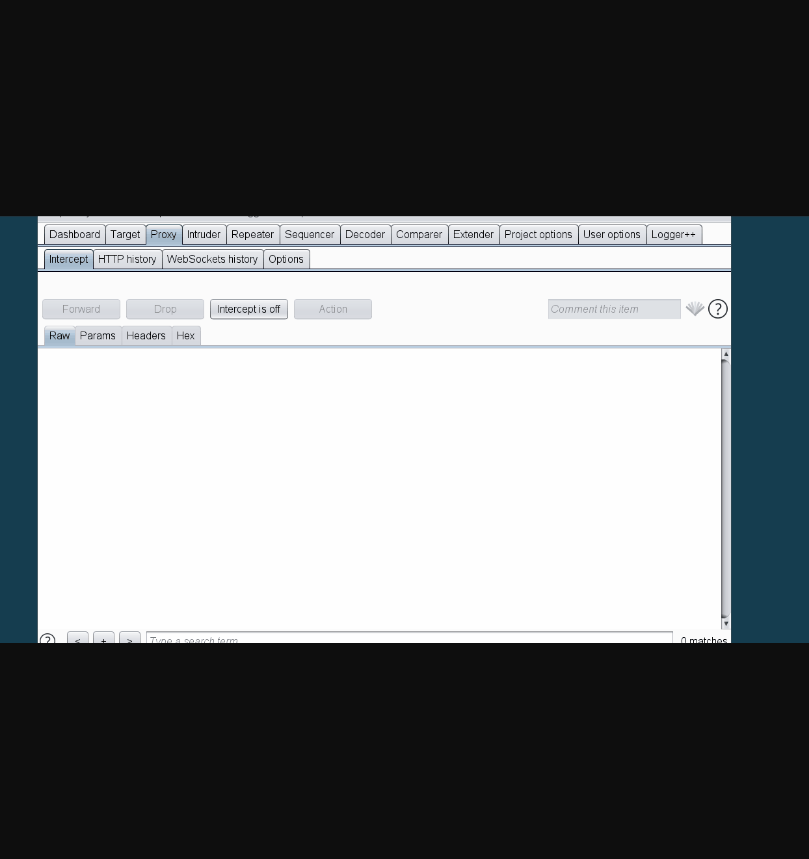 Dashboard Target Proxy Intruder Repeater Sequencer Decoder Comparer Extender Project options User options Logger++
Intercept HTTP history WebSockets history Options
Forward Drop Intercept is off Action Comment this item ?
Raw Params Headers Hex
? < + > Type a search term 0 matches